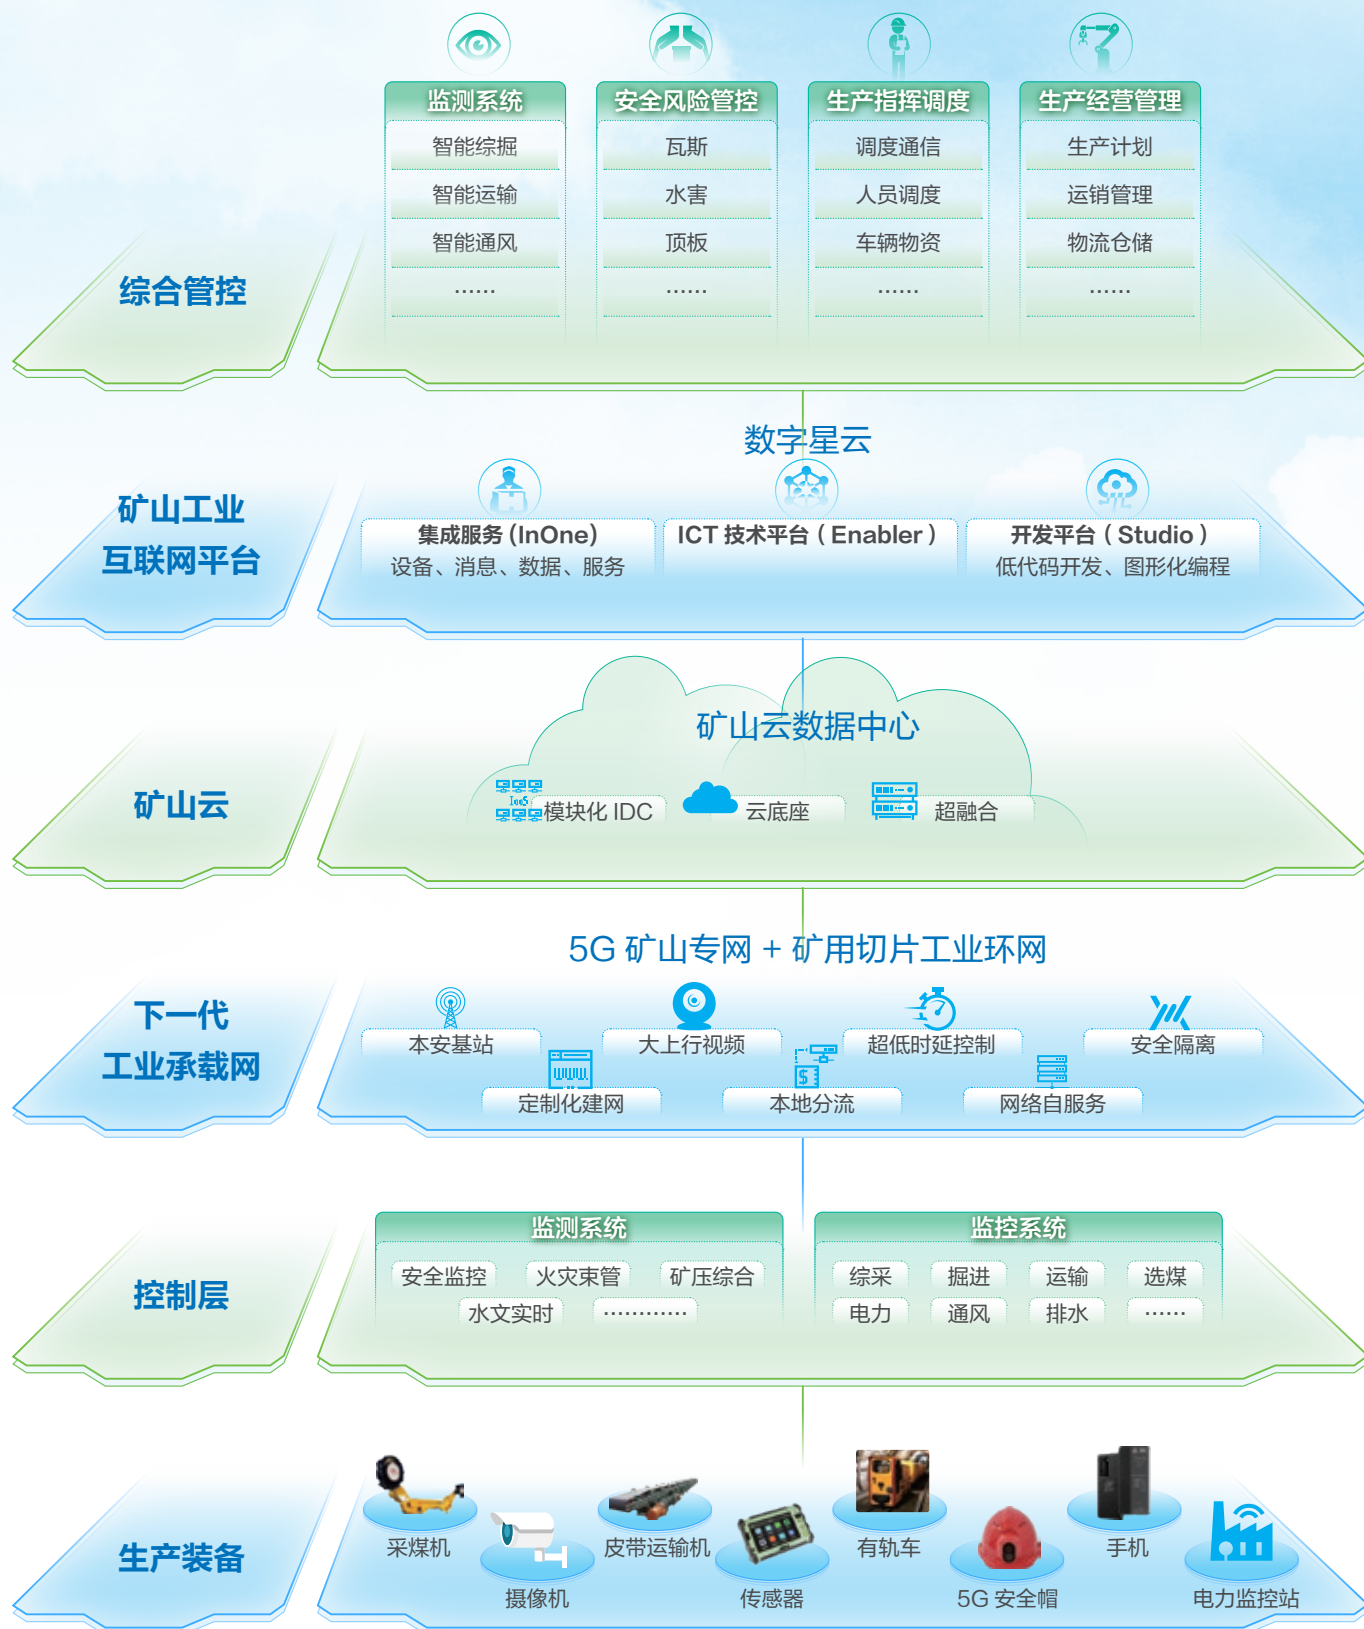 监测系统
智能综掘
智能运输
智能通风
……
安全风险管控
瓦斯
水害
顶板
……
生产指挥调度
调度通信
人员调度
车辆物资
……
生产经营管理
生产计划
运销管理
物流仓储
……
综合管控
数字星云
矿山工业
互联网平台
集成服务 (InOne)
设备、消息、数据、服务
ICT 技术平台（Enabler）
开发平台（Studio）
低代码开发、图形化编程
矿山云
矿山云数据中心
IaaS
模块化 IDC
云底座
超融合
5G 矿山专网 + 矿用切片工业环网
下一代
工业承载网
本安基站
大上行视频
超低时延控制
安全隔离
定制化建网
本地分流
网络自服务
控制层
监测系统
安全监控
火灾束管
矿压综合
水文实时
…………
监控系统
综采
掘进
运输
选煤
电力
通风
排水
……
生产装备
采煤机
皮带运输机
有轨车
手机
摄像机
传感器
5G 安全帽
电力监控站